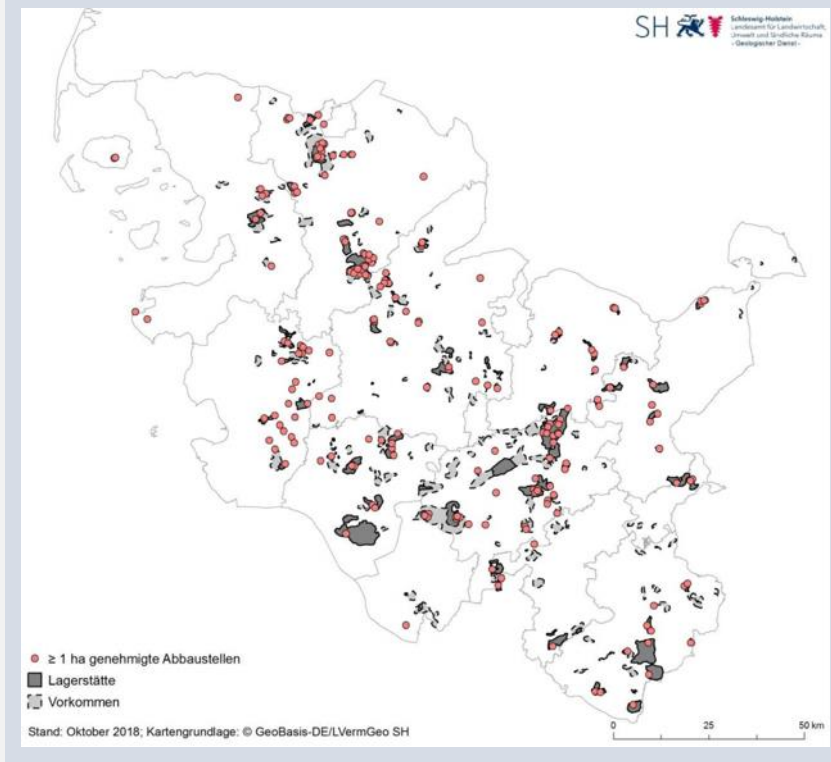 SH
Schleswig-Holstein
Landesamt für Landwirtschaft,
Umwelt und ländliche Räume
- Geologischer Dienst -
≥ 1 ha genehmigte Abbaustellen
Lagerstätte
Vorkommen
Stand: Oktober 2018; Kartengrundlage: © GeoBasis-DE/LVermGeo SH
0 25 50 km